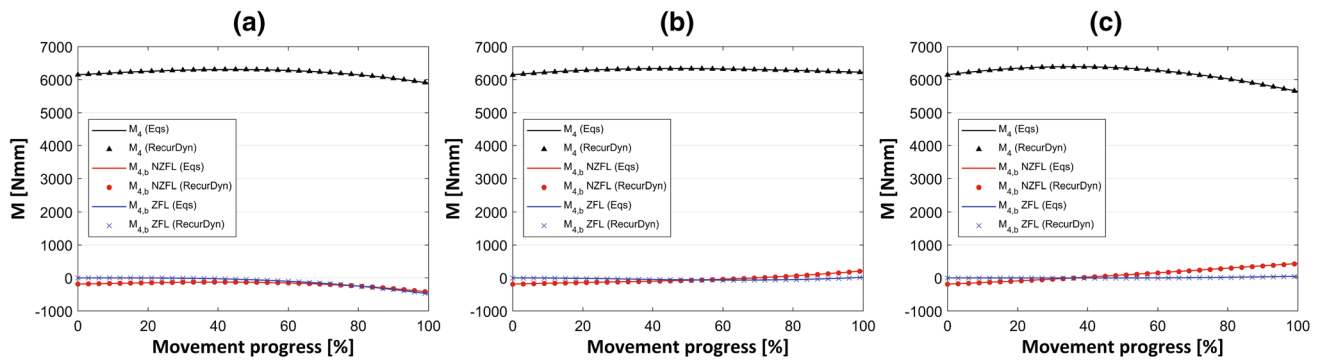 (a)
M [Nmm]
7000
6000
5000
4000
3000
2000
1000
0
-1000
M4 (Eqs)
M4 (RecurDyn)
M4,b NZFL (Eqs)
M4,b NZFL (RecurDyn)
M4,b ZFL (Eqs)
M4,b ZFL (RecurDyn)
0 20 40 60 80 100
Movement progress [%]
(b)
M [Nmm]
7000
6000
5000
4000
3000
2000
1000
0
-1000
M4 (Eqs)
M4 (RecurDyn)
M4,b NZFL (Eqs)
M4,b NZFL (RecurDyn)
M4,b ZFL (Eqs)
M4,b ZFL (RecurDyn)
0 20 40 60 80 100
Movement progress [%]
(c)
M [Nmm]
7000
6000
5000
4000
3000
2000
1000
0
-1000
M4 (Eqs)
M4 (RecurDyn)
M4,b NZFL (Eqs)
M4,b NZFL (RecurDyn)
M4,b ZFL (Eqs)
M4,b ZFL (RecurDyn)
0 20 40 60 80 100
Movement progress [%]